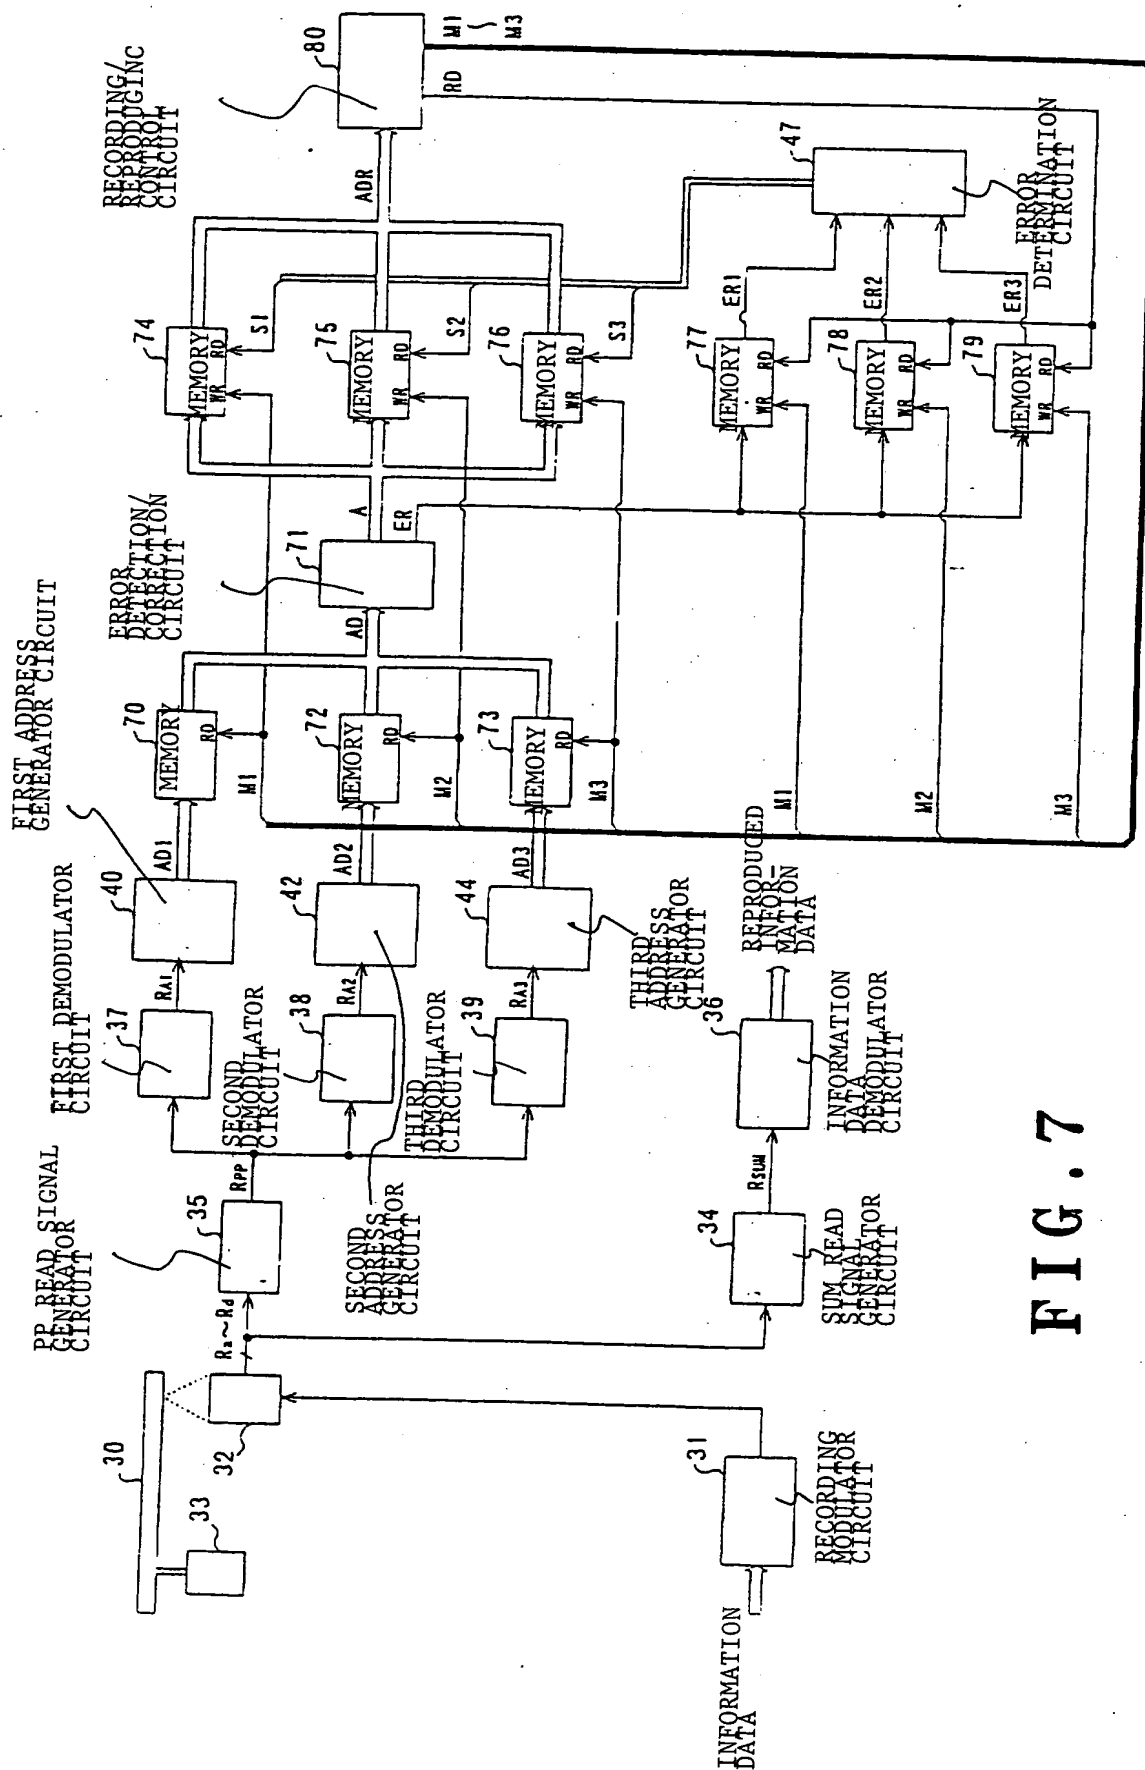 30
33
32
Ra~Rd
PP READ SIGNAL
GENERATOR
CIRCUIT
35
RPP
FIRST DEMODULATOR
CIRCUIT
37
RA1
FIRST ADDRESS
GENERATOR CIRCUIT
40
AD1
70
MEMORY
RD
M1
SECOND
DEMODULATOR
CIRCUIT
38
RA2
SECOND
ADDRESS
GENERATOR
CIRCUIT
42
AD2
72
MEMORY
RD
M2
THIRD
DEMODULATOR
CIRCUIT
39
RA3
THIRD
ADDRESS
GENERATOR
CIRCUIT
44
AD3
73
MEMORY
RD
M3
AD
ERROR
DETECTION/
CORRECTION
CIRCUIT
71
A
ER
74
MEMORY
WR
RD
S1
75
MEMORY
WR
RD
S2
76
MEMORY
WR
RD
S3
ADR
RECORDING/
REPRODUGINC
CONTROL
CIRCUIT
80
M1
M3
RD
77
MEMORY
WR
RD
ER1
78
MEMORY
WR
RD
ER2
79
MEMORY
WR
RD
ER3
47
ERROR
DETERMINATION
CIRCUIT
M1
M2
M3
INFORMATION
DATA
31
RECORDING
MODULATOR
CIRCUIT
34
SUM READ
SIGNAL
GENERATOR
CIRCUIT
RSUM
36
INFORMATION
DATA
DEMODULATOR
CIRCUIT
REPRODUCED
INFOR-
MATION
DATA
FIG.7